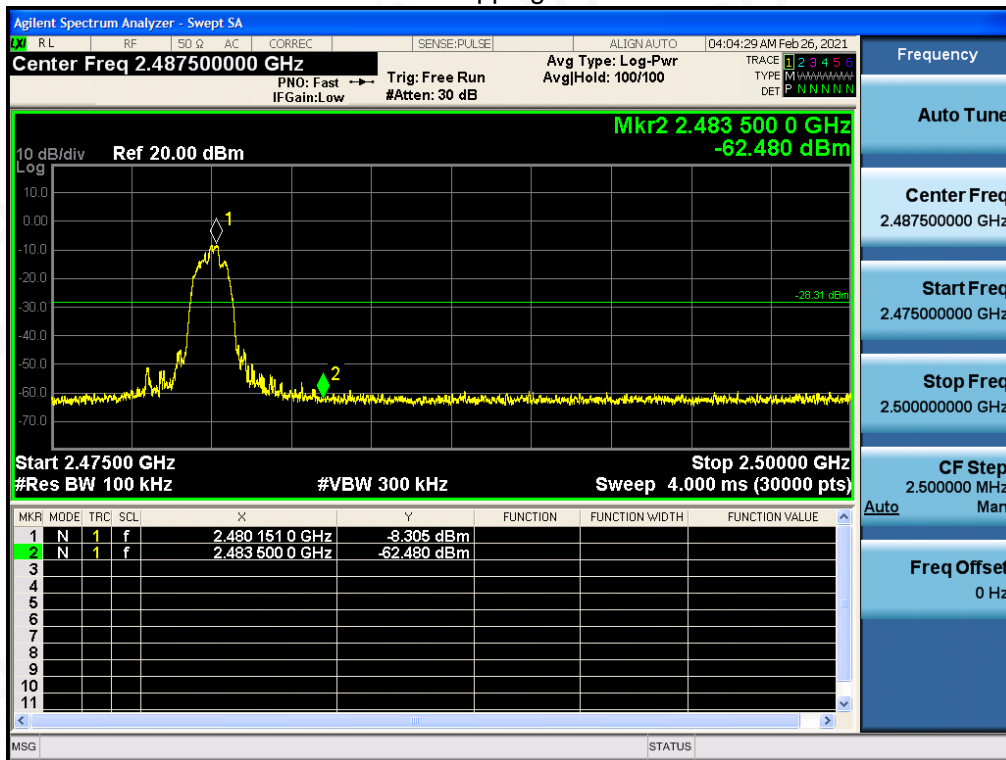 Agilent Spectrum Analyzer - Swept SA
LXI RL RF 50 Ω AC CORREC SENSE:PULSE ALIGN AUTO 04:04:29 AM Feb 26, 2021
Center Freq 2.487500000 GHz
PNO: Fast
IFGain:Low
Trig: Free Run
#Atten: 30 dB
Avg Type: Log-Pwr
Avg|Hold: 100/100
TRACE 1 2 3 4 5 6
TYPE M
DET P N N N N N
Mkr2 2.483 500 0 GHz
-62.480 dBm
10 dB/div Ref 20.00 dBm
Log
10.0
0.00
-10.0
-20.0
-30.0
-40.0
-50.0
-60.0
-70.0
1
-28.31 dBm
2
Start 2.47500 GHz Stop 2.50000 GHz
#Res BW 100 kHz #VBW 300 kHz Sweep 4.000 ms (30000 pts)
MKR MODE TRC SCL X Y FUNCTION FUNCTION WIDTH FUNCTION VALUE
1 N 1 f 2.480 151 0 GHz -8.305 dBm
2 N 1 f 2.483 500 0 GHz -62.480 dBm
3
4
5
6
7
8
9
10
11
MSG STATUS
Frequency
Auto Tune
Center Freq
2.487500000 GHz
Start Freq
2.475000000 GHz
Stop Freq
2.500000000 GHz
CF Step
2.500000 MHz
Auto Man
Freq Offset
0 Hz